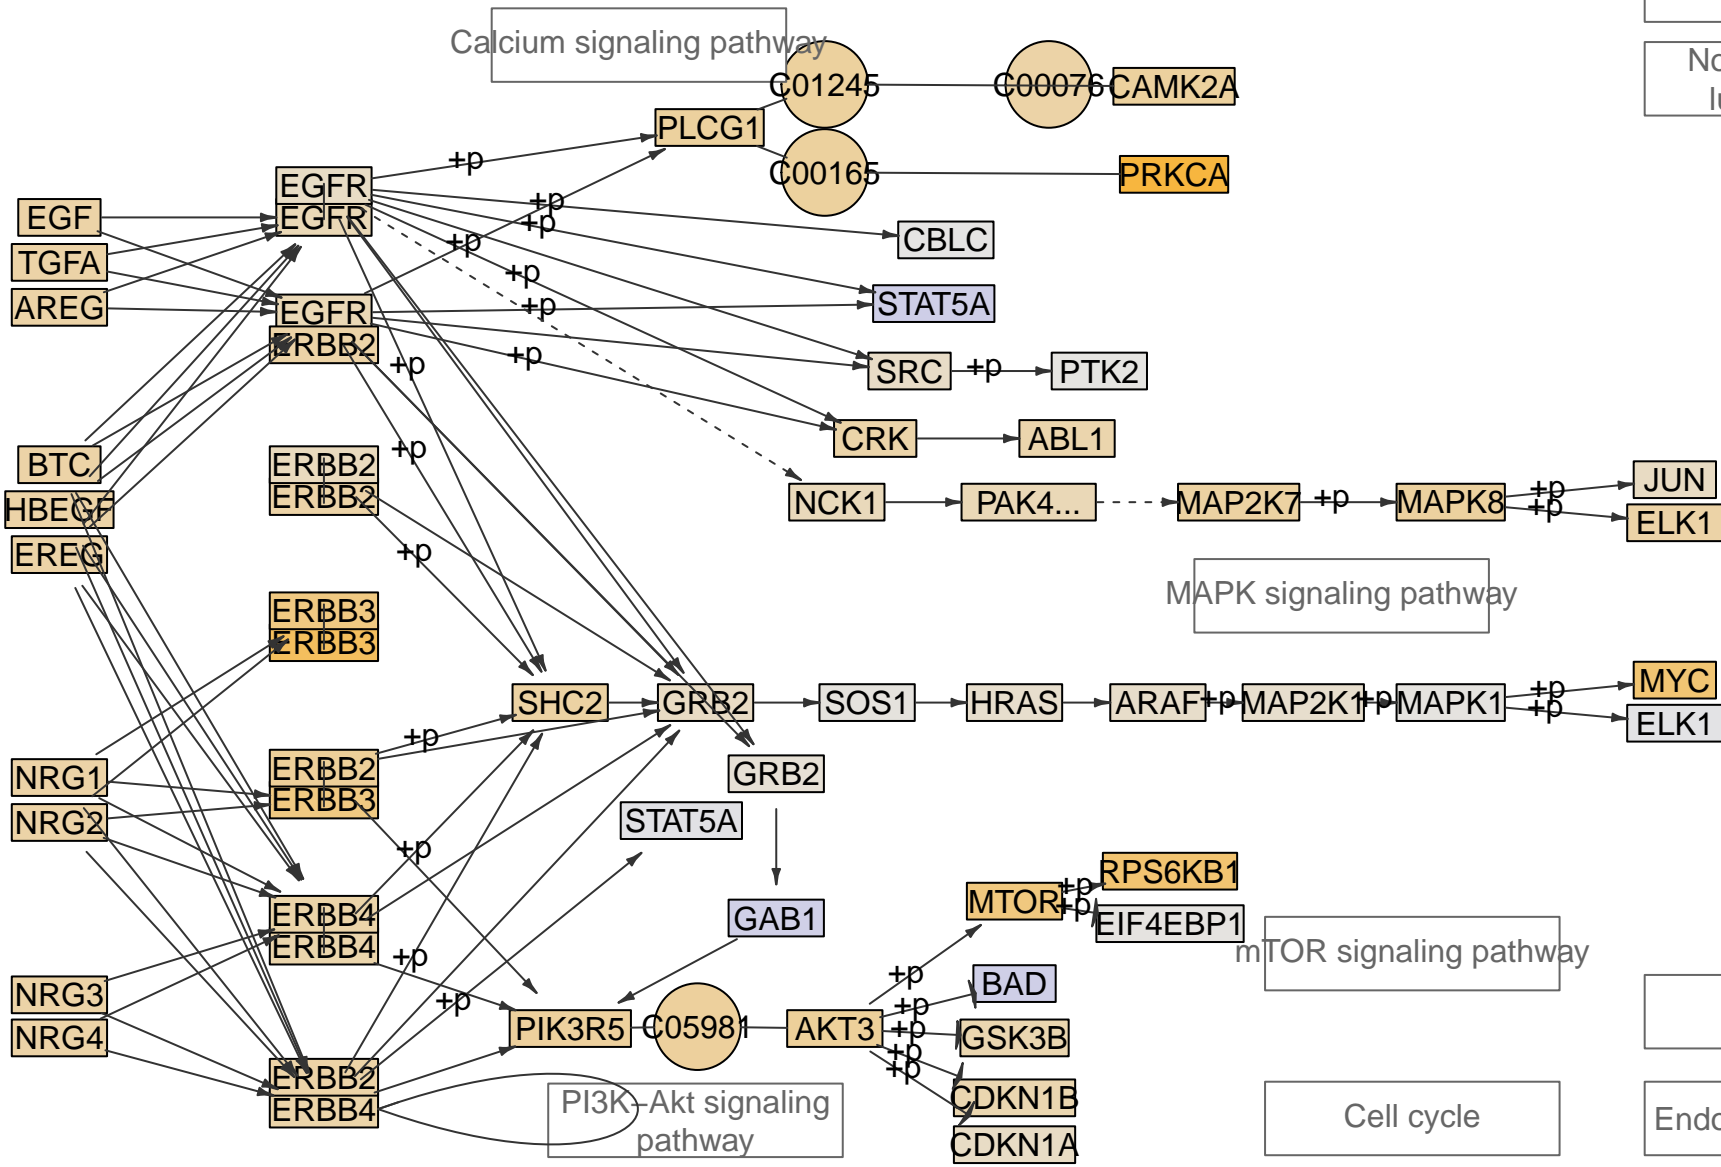 Calcium signaling pathway
No
lu
C01245
C00076
CAMK2A
PLCG1
C00165
PRKCA
+p
EGFR
EGFR
EGF
TGFA
AREG
+p
+p
+p
+p
+p
CBLC
STAT5A
EGFR
ERBB2
+p
+p
SRC
+p
PTK2
CRK
ABL1
BTC
HBEGF
EREG
ERBB2
ERBB2
+p
+p
NCK1
PAK4...
MAP2K7
+p
MAPK8
+p
+p
JUN
ELK1
MAPK signaling pathway
ERBB3
ERBB3
SHC2
GRB2
SOS1
HRAS
ARAF
+p
MAP2K1
+p
MAPK1
+p
+p
MYC
ELK1
NRG1
NRG2
ERBB2
ERBB3
+p
GRB2
STAT5A
+p
GAB1
ERBB4
ERBB4
+p
+p
MTOR
+p
+p
RPS6KB1
EIF4EBP1
mTOR signaling pathway
NRG3
NRG4
PIK3R5
C05981
AKT3
+p
+p
+p
+p
+p
BAD
GSK3B
CDKN1B
CDKN1A
ERBB2
ERBB4
PI3K−Akt signaling
pathway
Cell cycle
Endo